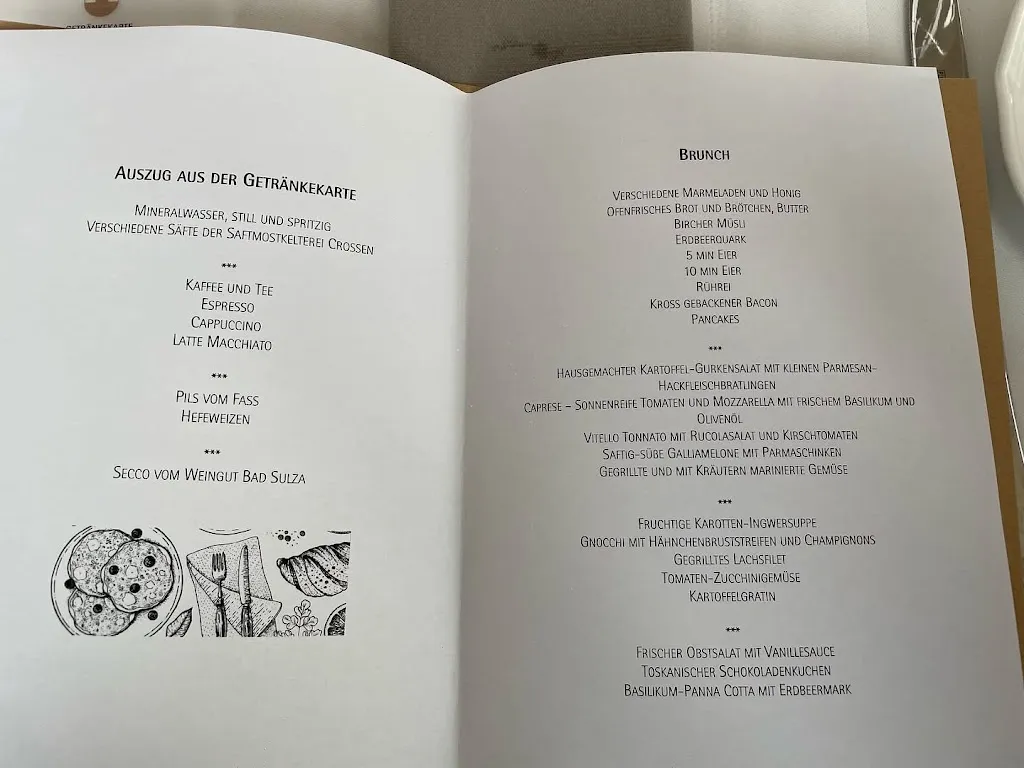 GETRÄNKEKARTE
AUSZUG AUS DER GETRÄNKEKARTE
MINERALWASSER, STILL UND SPRITZIG
VERSCHIEDENE SÄFTE DER SAFTMOSTKELTEREI CROSSEN
***
KAFFEE UND TEE
ESPRESSO
CAPPUCCINO
LATTE MACCHIATO
***
PILS VOM FASS
HEFEWEIZEN
***
SECCO VOM WEINGUT BAD SULZA
BRUNCH
VERSCHIEDENE MARMELADEN UND HONIG
OFENFRISCHES BROT UND BRÖTCHEN, BUTTER
BIRCHER MÜSLI
ERDBEERQUARK
5 MIN EIER
10 MIN EIER
RÜHREI
KROSS GEBACKENER BACON
PANCAKES
***
HAUSGEMACHTER KARTOFFEL-GURKENSALAT MIT KLEINEN PARMESAN-
HACKFLEISCHBRATLINGEN
CAPRESE – SONNENREIFE TOMATEN UND MOZZARELLA MIT FRISCHEM BASILIKUM UND
OLIVENÖL
VITELLO TONNATO MIT RUCOLASALAT UND KIRSCHTOMATEN
SAFTIG-SÜßE GALLIAMELONE MIT PARMASCHINKEN
GEGRILLTE UND MIT KRÄUTERN MARINIERTE GEMÜSE
***
FRUCHTIGE KAROTTEN-INGWERSUPPE
GNOCCHI MIT HÄHNCHENBRUSTSTREIFEN UND CHAMPIGNONS
GEGRILLTES LACHSFILET
TOMATEN-ZUCCHINIGEMÜSE
KARTOFFELGRATIN
***
FRISCHER OBSTSALAT MIT VANILLESAUCE
TOSKANISCHER SCHOKOLADENKUCHEN
BASILIKUM-PANNA COTTA MIT ERDBEERMARK